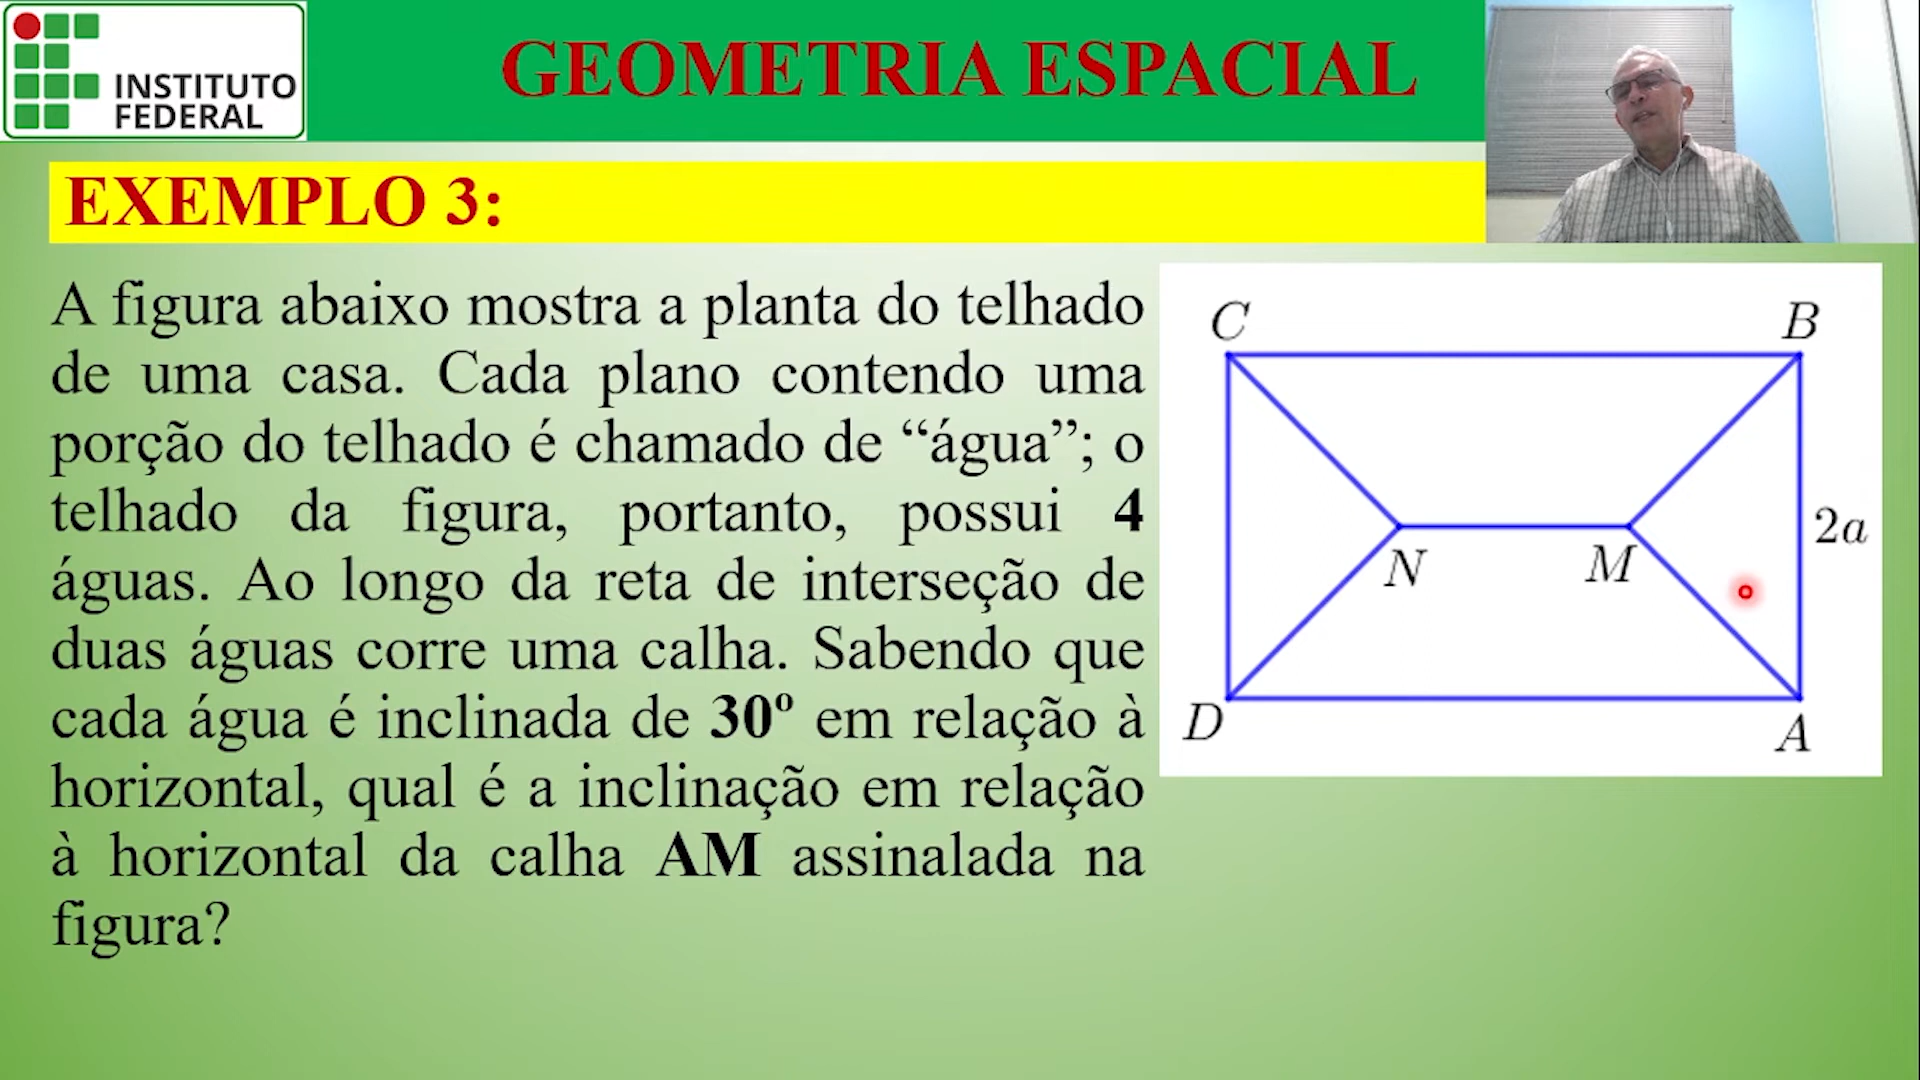 INSTITUTO
FEDERAL
GEOMETRIA ESPACIAL
EXEMPLO 3:
A figura abaixo mostra a planta do telhado
de uma casa. Cada plano contendo uma
porção do telhado é chamado de “água”; o
telhado da figura, portanto, possui 4
águas. Ao longo da reta de interseção de
duas águas corre uma calha. Sabendo que
cada água é inclinada de 30º em relação à
horizontal, qual é a inclinação em relação
à horizontal da calha AM assinalada na
figura?
C
B
2a
N
M
D
A